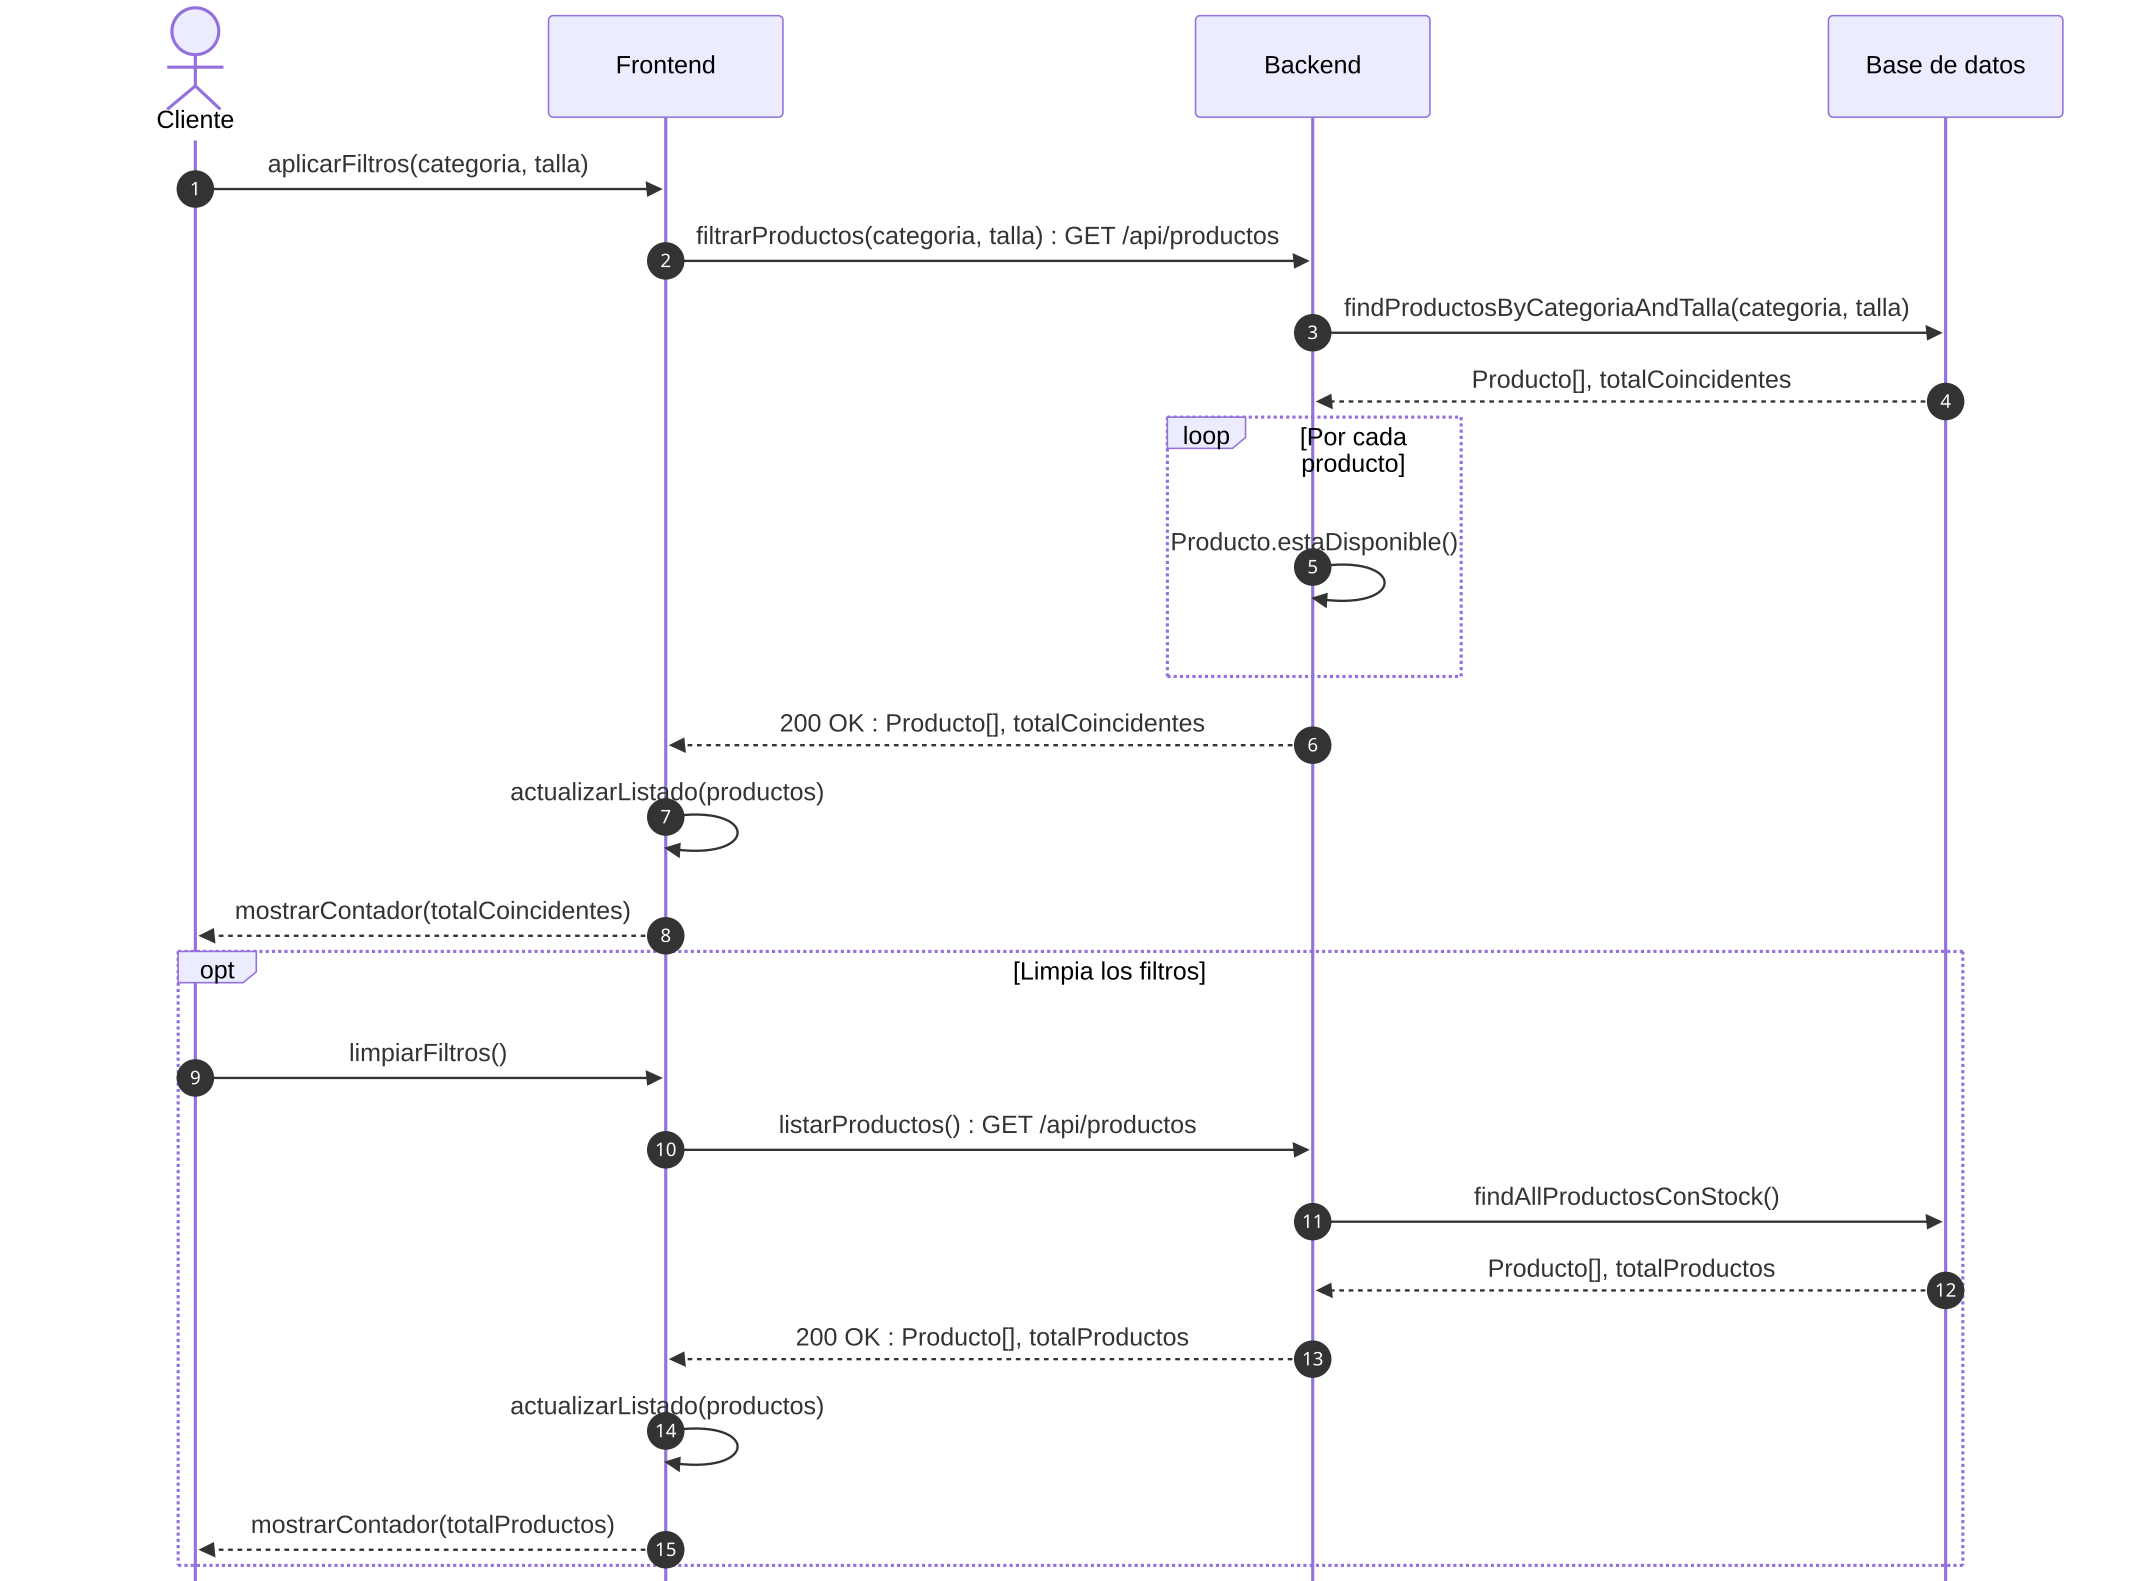 Cliente
Frontend
Backend
Base de datos
aplicarFiltros(categoria, talla)
1
filtrarProductos(categoria, talla) : GET /api/productos
2
findProductosByCategoriaAndTalla(categoria, talla)
3
Producto[], totalCoincidentes
4
loop
[Por cada
producto]
Producto.estaDisponible()
5
200 OK : Producto[], totalCoincidentes
6
actualizarListado(productos)
7
mostrarContador(totalCoincidentes)
8
opt
[Limpia los filtros]
limpiarFiltros()
9
listarProductos() : GET /api/productos
10
findAllProductosConStock()
11
Producto[], totalProductos
12
200 OK : Producto[], totalProductos
13
actualizarListado(productos)
14
mostrarContador(totalProductos)
15